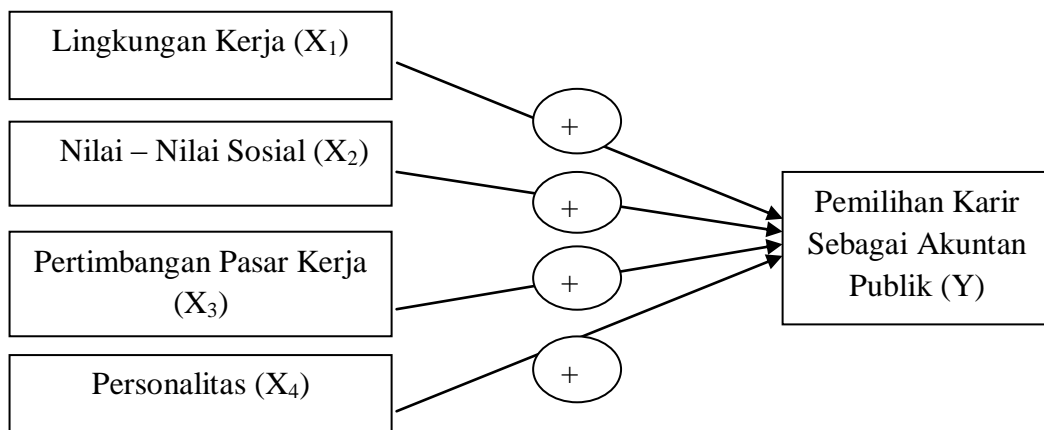 Lingkungan Kerja (X₁)
+
Nilai – Nilai Sosial (X₂)
+
Pertimbangan Pasar Kerja
(X₃)
+
Personalitas (X₄)
+
Pemilihan Karir
Sebagai Akuntan
Publik (Y)